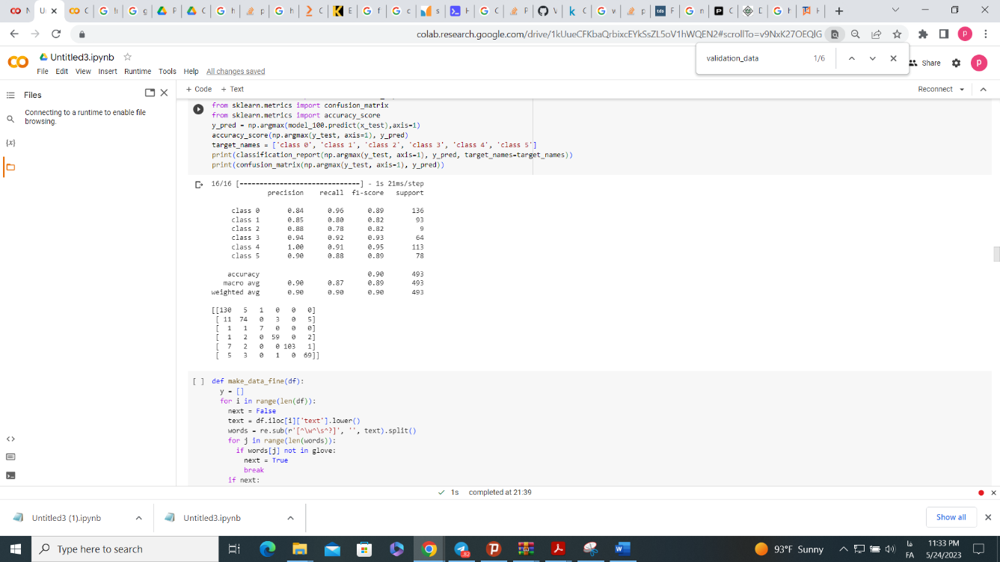 colab.research.google.com/drive/1kUueCFKbaQrbixcEYkSsZL5oV1hWQEN2#scrollTo=v9NxK27OEQlG
validation_data 1/6
Untitled3.ipynb
File Edit View Insert Runtime Tools Help All changes saved
Share
P
Files
+ Code + Text
Reconnect
Connecting to a runtime to enable file
browsing.
from sklearn.metrics import confusion_matrix
from sklearn.metrics import accuracy_score
y_pred = np.argmax(model_100.predict(x_test),axis=1)
accuracy_score(np.argmax(y_test, axis=1), y_pred)
target_names = ['class 0', 'class 1', 'class 2', 'class 3', 'class 4', 'class 5']
print(classification_report(np.argmax(y_test, axis=1), y_pred, target_names=target_names))
print(confusion_matrix(np.argmax(y_test, axis=1), y_pred))
16/16 [==============================] - 1s 21ms/step
precision recall f1-score support
class 0 0.84 0.96 0.89 136
class 1 0.85 0.80 0.82 93
class 2 0.88 0.78 0.82 9
class 3 0.94 0.92 0.93 64
class 4 1.00 0.91 0.95 113
class 5 0.90 0.88 0.89 78
accuracy 0.90 493
macro avg 0.90 0.87 0.89 493
weighted avg 0.90 0.90 0.90 493
[[130 5 1 0 0 0]
[ 11 74 0 3 0 5]
[ 1 1 7 0 0 0]
[ 1 2 0 59 0 2]
[ 7 2 0 0 103 1]
[ 5 3 0 1 0 69]]
[ ] def make_data_fine(df):
y = []
for i in range(len(df)):
next = False
text = df.iloc[i]['text'].lower()
words = re.sub(r'[^\w^\s^?]', '', text).split()
for j in range(len(words)):
if words[j] not in glove:
next = True
break
if next:
1s completed at 21:39
Untitled3 (1).ipynb
Untitled3.ipynb
Show all
Type here to search
93°F Sunny
فا
FA
11:33 PM
5/24/2023